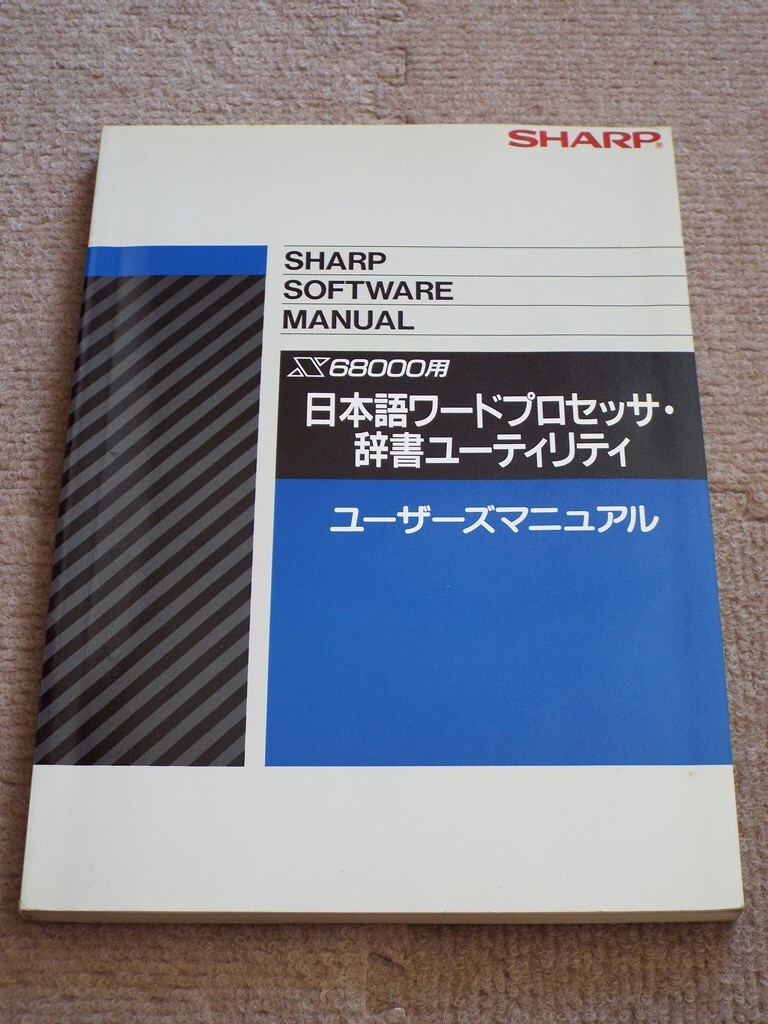 SHARP®
SHARP
SOFTWARE
MANUAL
X68000用
日本語ワードプロセッサ・
辞書ユーティリティ
ユーザーズマニュアル